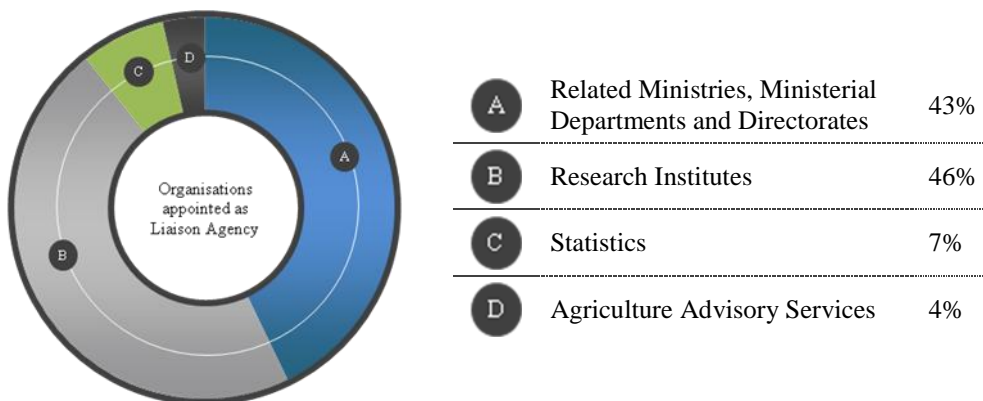 D
C
A
B
Organisations
appointed as
Liaison Agency
A
Related Ministries, Ministerial
Departments and Directorates
43%
B
Research Institutes
46%
C
Statistics
7%
D
Agriculture Advisory Services
4%